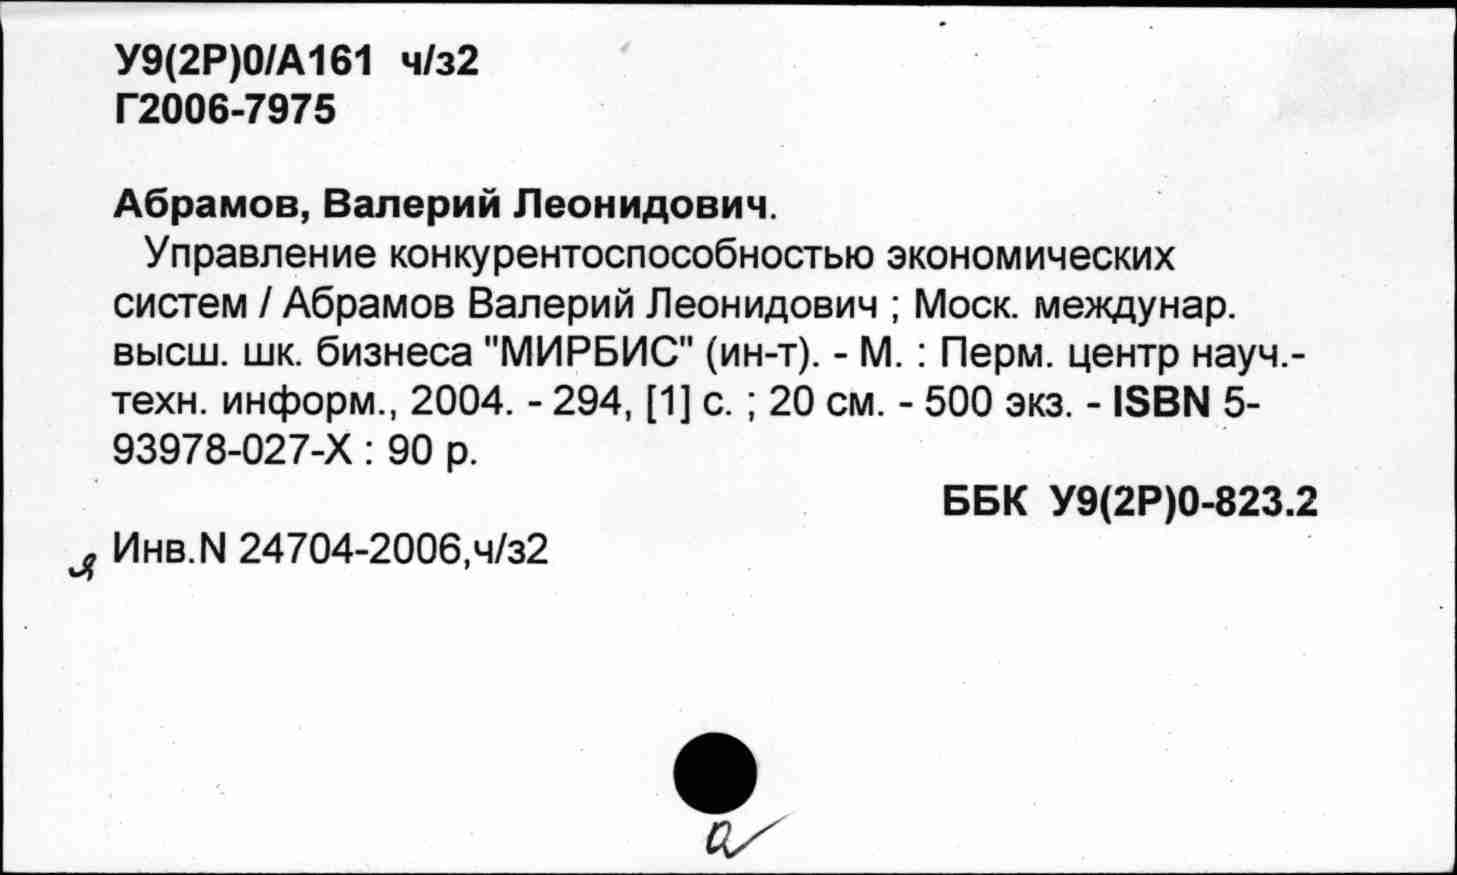 У9(2Р)0/А161 ч/з2
Г2006-7975
Абрамов, Валерий Леонидович.
Управление конкурентоспособностью экономических
систем / Абрамов Валерий Леонидович ; Моск. междунар.
высш. шк. бизнеса "МИРБИС" (ин-т). - М. : Перм. центр науч.-
техн. информ., 2004. - 294, [1] с. ; 20 см. - 500 экз. - ISBN 5-
93978-027-Х : 90 р.
ББК У9(2Р)0-823.2
я Инв.N 24704-2006,ч/з2